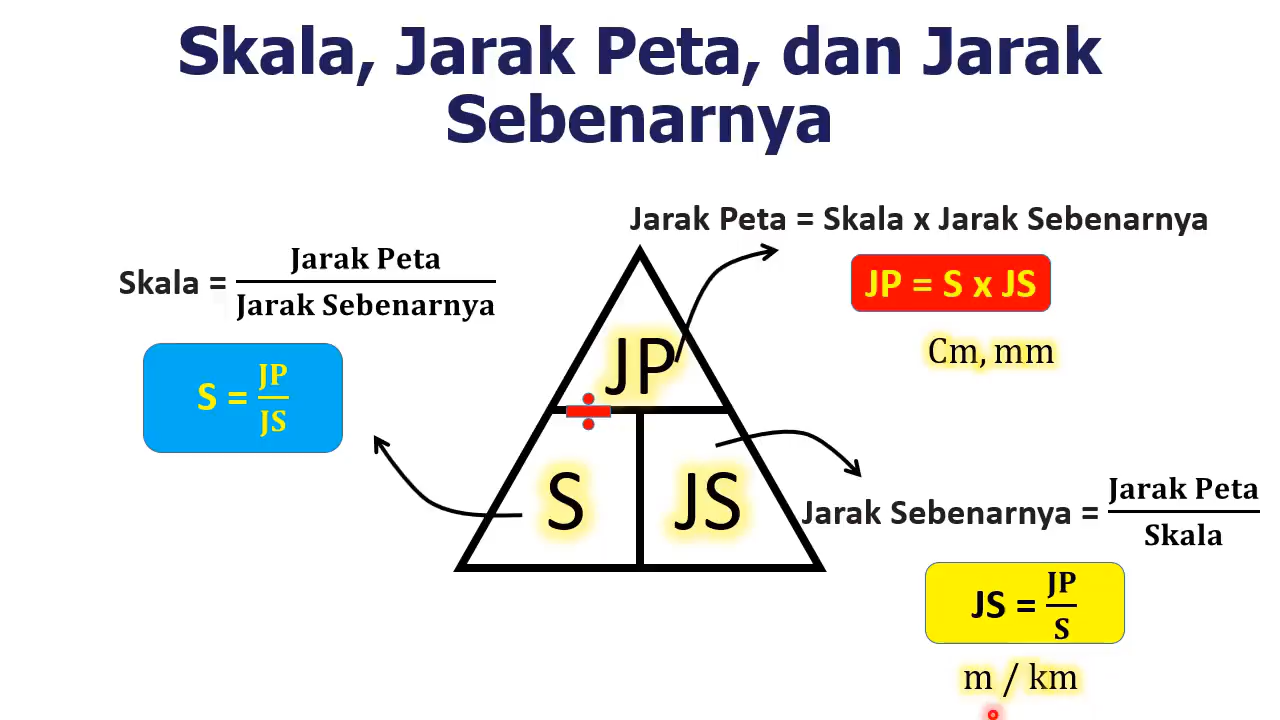 Skala, Jarak Peta, dan Jarak
Sebenarnya
Jarak Peta = Skala x Jarak Sebenarnya
JP = S x JS
Cm, mm
Skala = Jarak Peta
Jarak Sebenarnya
S = JP
JS
JP
÷
S
JS
Jarak Sebenarnya = Jarak Peta
Skala
JS = JP
S
m / km